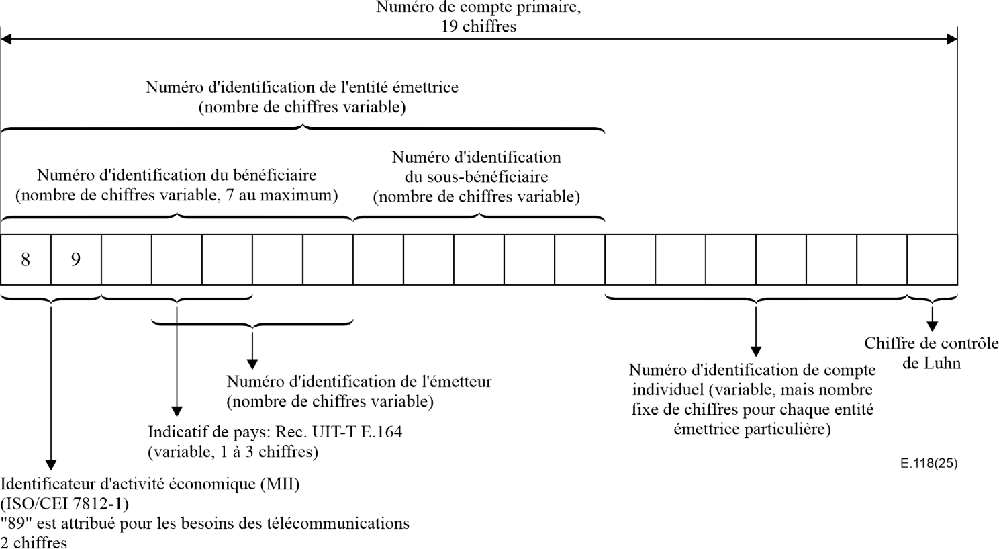 Numéro de compte primaire,
19 chiffres
Numéro d'identification de l'entité émettrice
(nombre de chiffres variable)
Numéro d'identification du bénéficiaire
(nombre de chiffres variable, 7 au maximum)
Numéro d'identification
du sous-bénéficiaire
(nombre de chiffres variable)
8 9
Chiffre de contrôle
de Luhn
Numéro d'identification de compte
individuel (variable, mais nombre
fixe de chiffres pour chaque entité
émettrice particulière)
Numéro d'identification de l'émetteur
(nombre de chiffres variable)
Indicatif de pays: Rec. UIT-T E.164
(variable, 1 à 3 chiffres)
E.118(25)
Identificateur d'activité économique (MII)
(ISO/CEI 7812-1)
"89" est attribué pour les besoins des télécommunications
2 chiffres